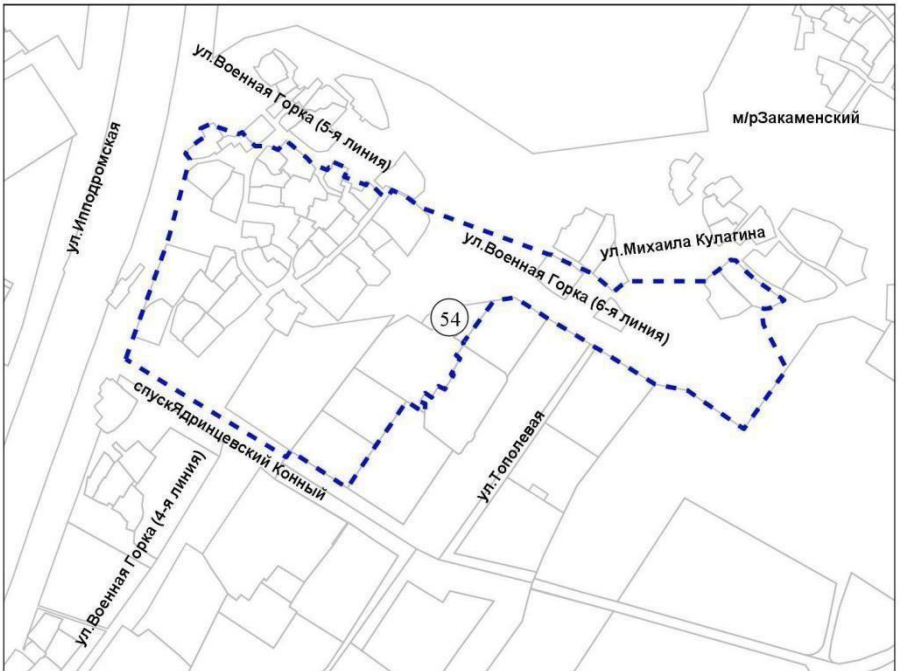 ул.Военная Горка (5-я линия)
м/рЗакаменский
ул.Ипподромская
ул.Михаила Кулагина
ул.Военная Горка (6-я линия)
54
спускЯдринцевский Конный
ул.Тополевая
ул.Военная Горка (4-я линия)